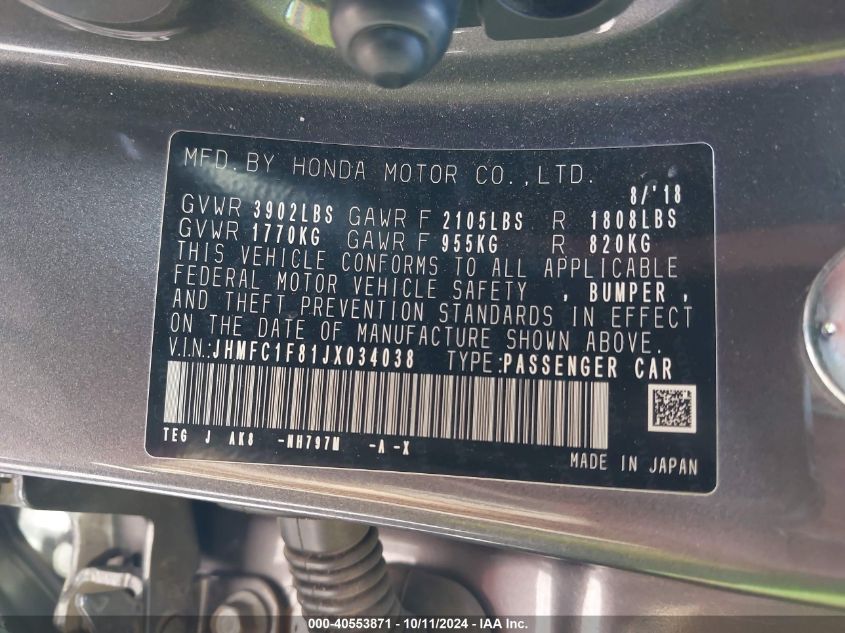 MFD. BY HONDA MOTOR CO., LTD.
8/'18
GVWR 3902LBS GAWR F 2105LBS R 1808LBS
GVWR 1770KG GAWR F 955KG R 820KG
THIS VEHICLE CONFORMS TO ALL APPLICABLE
FEDERAL MOTOR VEHICLE SAFETY , BUMPER ,
AND THEFT PREVENTION STANDARDS IN EFFECT
ON THE DATE OF MANUFACTURE SHOWN ABOVE.
V.I.N.:JHMFC1F81JX034038 TYPE:PASSENGER CAR
TEG J AK8 -NH797M -A -X
MADE IN JAPAN
000-40553871 - 10/11/2024 - IAA Inc.